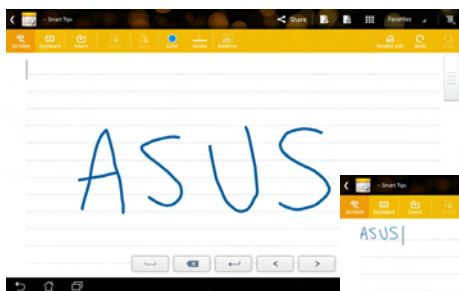 -- Smart Tips
Share
Favorites
Scribble
Keyboard
Insert
Color
Stroke
Baseline
Disable edit
Redo
ASUS
-- Smart Tips
Scribble
Keyboard
Insert
ASUS